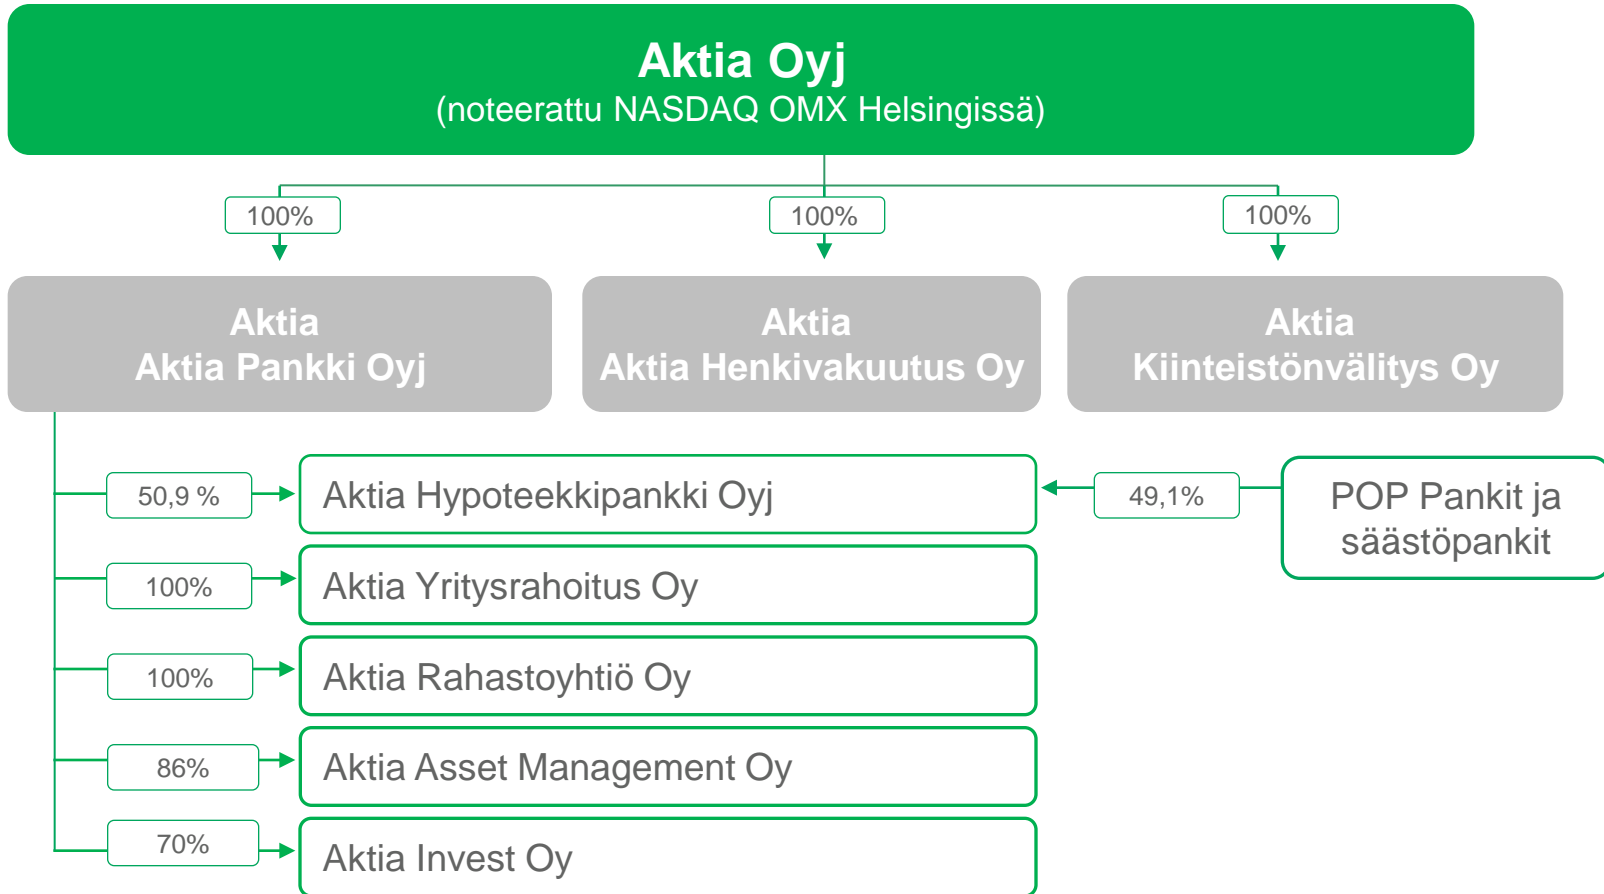 Aktia Oyj
(noteerattu NASDAQ OMX Helsingissä)
100%
100%
100%
Aktia
Aktia Pankki Oyj
Aktia
Aktia Henkivakuutus Oy
Aktia
Kiinteistönvälitys Oy
50,9 %
Aktia Hypoteekkipankki Oyj
49,1%
POP Pankit ja
säästöpankit
100%
Aktia Yritysrahoitus Oy
100%
Aktia Rahastoyhtiö Oy
86%
Aktia Asset Management Oy
70%
Aktia Invest Oy